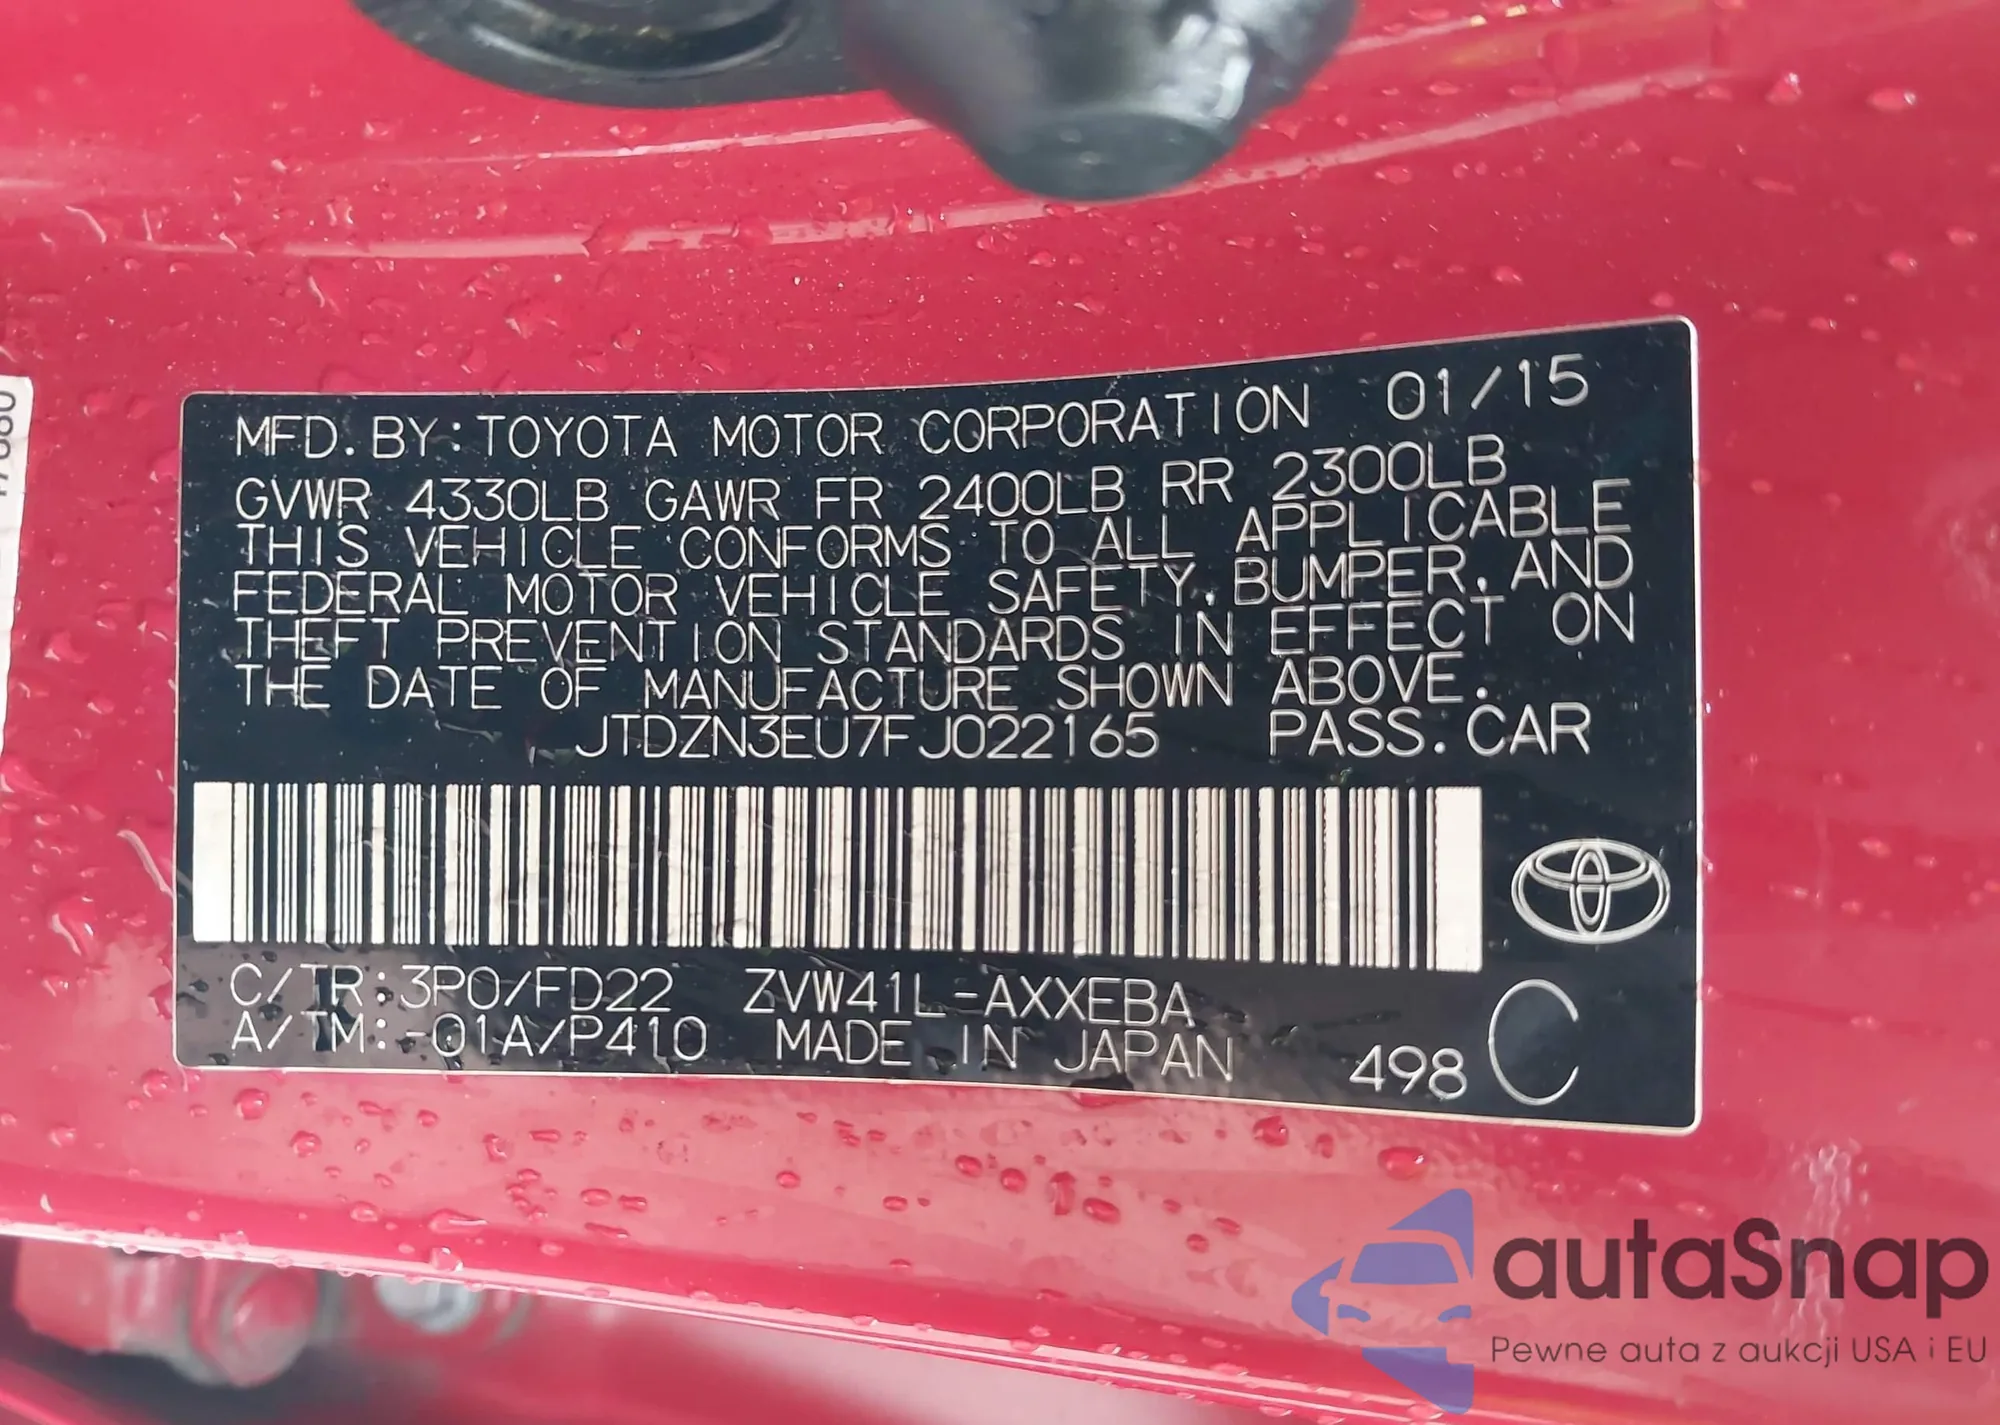 MFD. BY: TOYOTA MOTOR CORPORATION 01/15
GVWR 4330LB GAWR FR 2400LB RR 2300LB
THIS VEHICLE CONFORMS TO ALL APPLICABLE
FEDERAL MOTOR VEHICLE SAFETY, BUMPER, AND
THEFT PREVENTION STANDARDS IN EFFECT ON
THE DATE OF MANUFACTURE SHOWN ABOVE.
JTDZN3EU7FJ022165 PASS. CAR
C/TR: 3P0/FD22 ZVW41L-AXXEBA
A/TM: -01A/P410 MADE IN JAPAN 498 C
autaSnap
Pewne auta z aukcji USA i EU